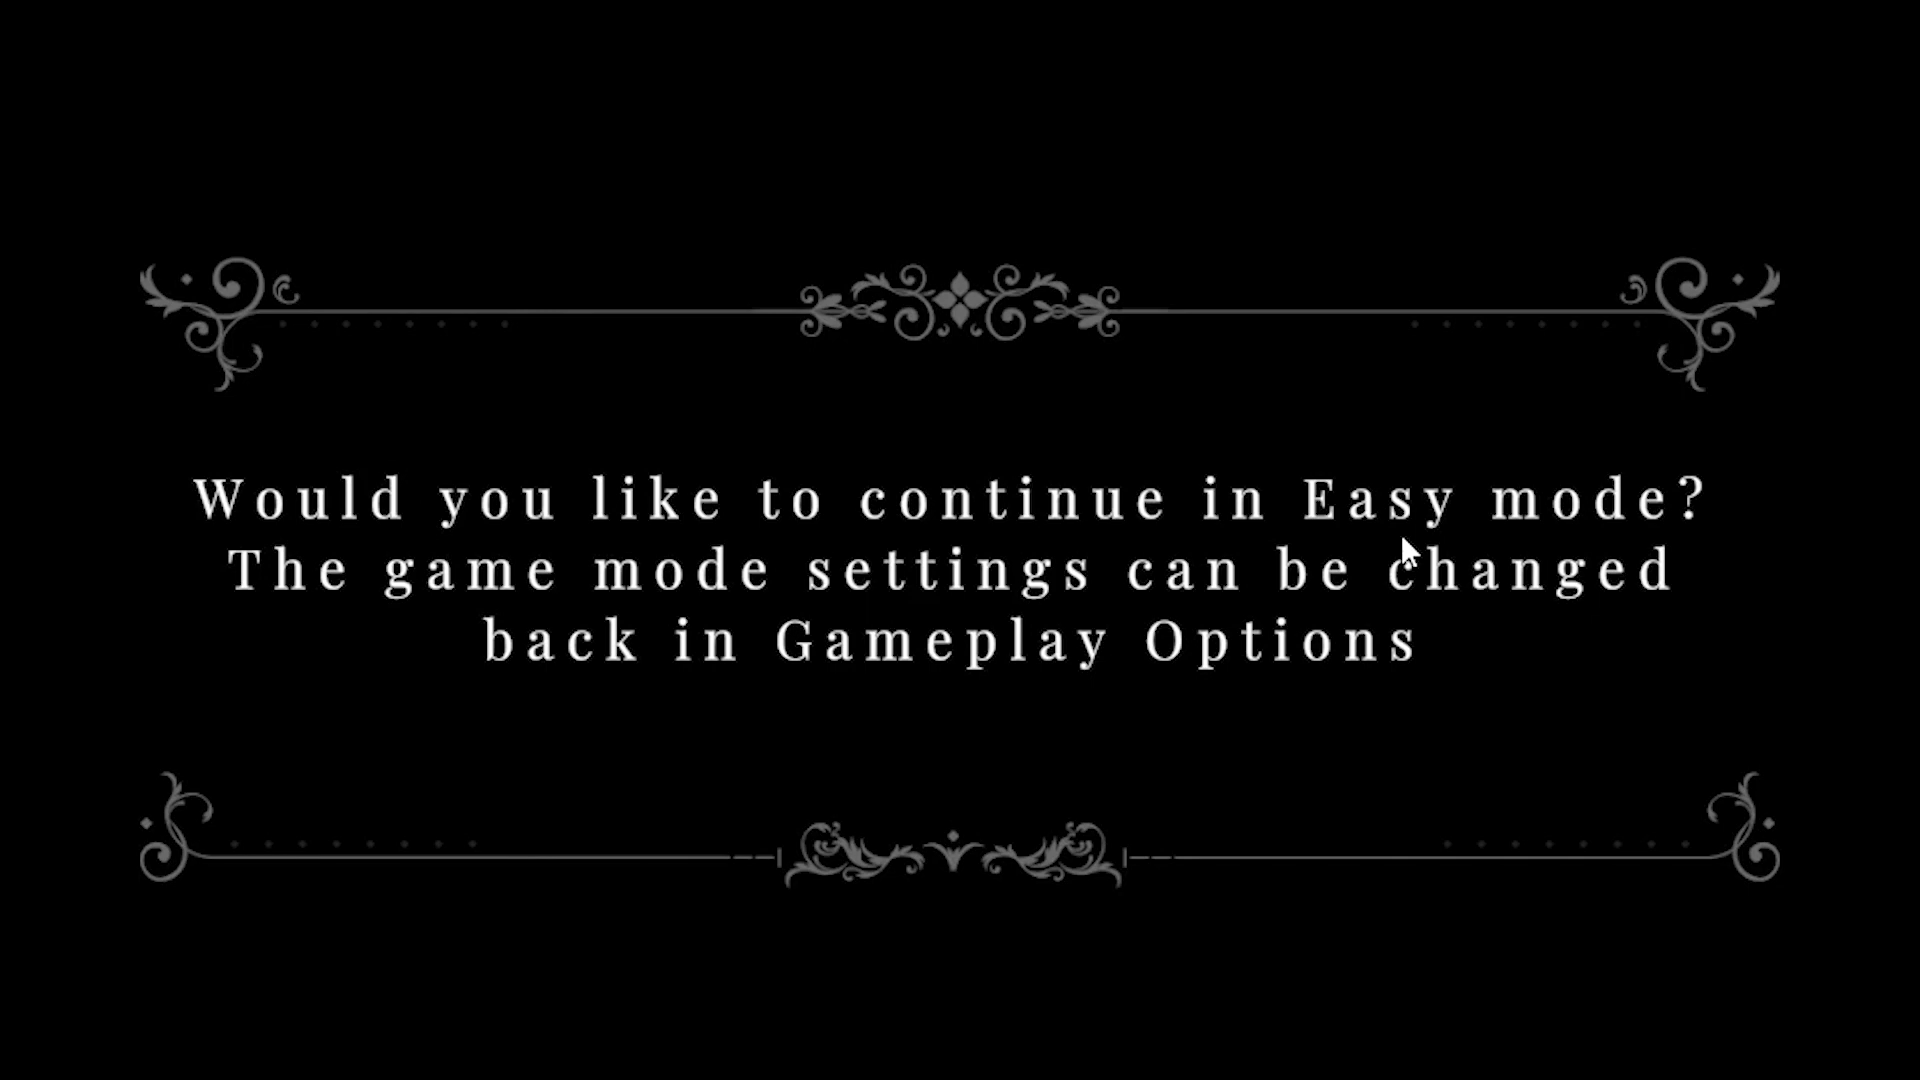 Would you like to continue in Easy mode?
The game mode settings can be changed
back in Gameplay Options